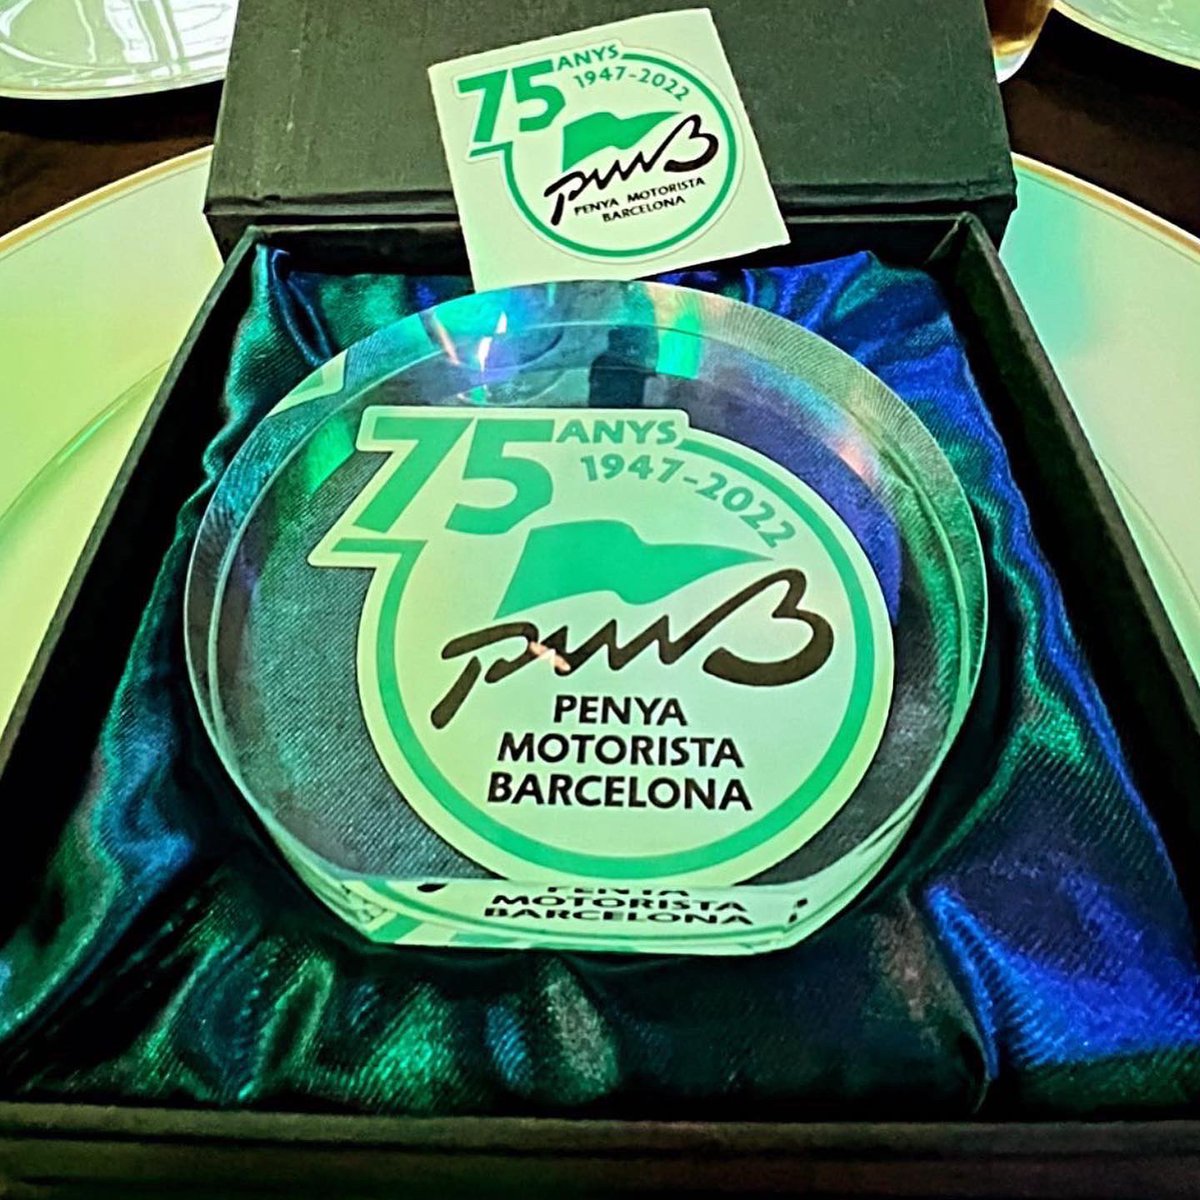 75 ANYS
1947-2022
PMB
PENYA MOTORISTA
BARCELONA
75 ANYS
1947-2022
PMB
PENYA
MOTORISTA
BARCELONA
PENYA
MOTORISTA
BARCELONA